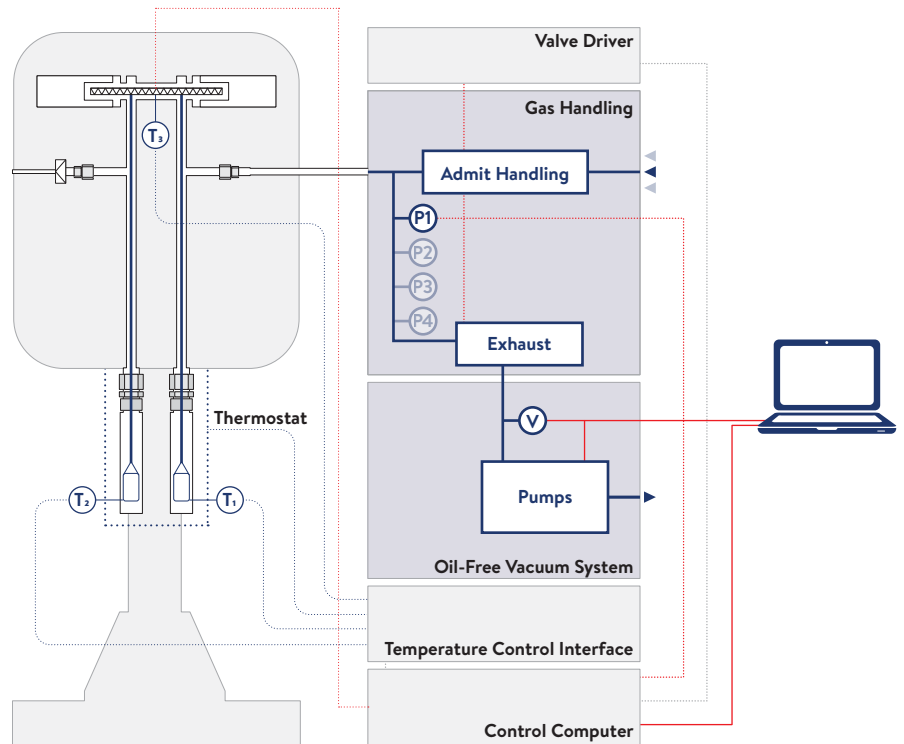 Valve Driver
Gas Handling
T3
Admit Handling
P1
P2
P3
P4
Exhaust
Thermostat
V
T2
T1
Pumps
Oil-Free Vacuum System
Temperature Control Interface
Control Computer